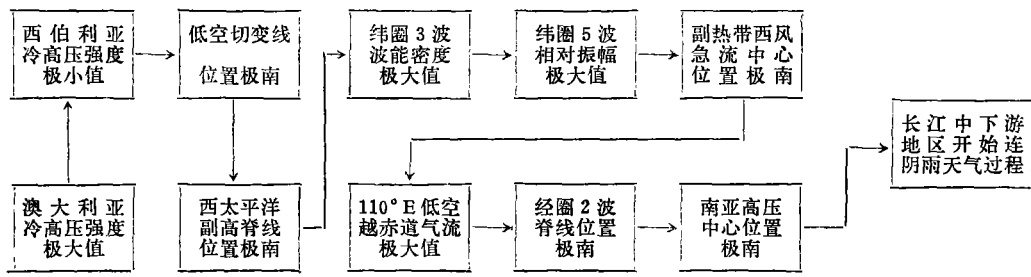 西伯利亚
冷高压强度
极小值
低空切变线
位置极南
纬圈3波
波能密度
极大值
纬圈5波
相对振幅
极大值
副热带西风
急流中心
位置极南
长江中下游
地区开始连
阴雨天气过程
澳大利亚
冷高压强度
极大值
西太平洋
副高脊线
位置极南
110°E低空
越赤道气流
极大值
经圈2波
脊线位置
极南
南亚高压
中心位置
极南